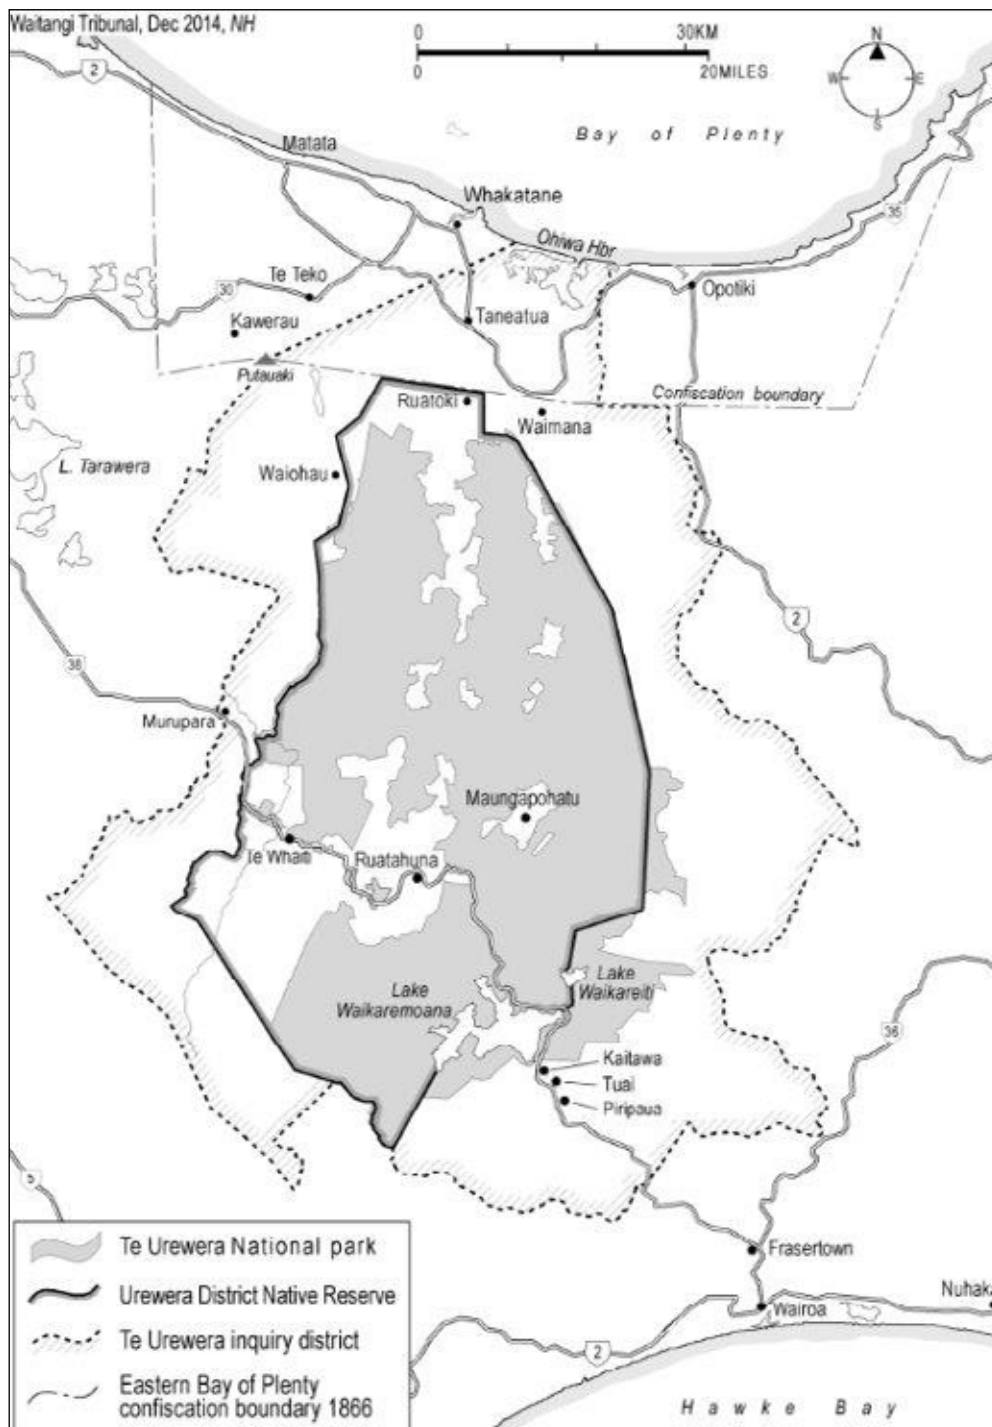 Waitangi Tribunal, Dec 2014, NH
0 30KM
0 20MILES
N
W E
S
2
Bay of Plenty
Matata
Whakatane
35
Ohiwa Hbr
Te Teko
30
Opotiki
Kawerau
Taneatua
Putauaki
Confiscation boundary
Ruatoki
Waimana
L. Tarawera
Waiohau
2
38
Murupara
Maungapohatu
Te Whaiti
Ruatahuna
Lake
Waikareiti
Lake
Waikaremoana
36
Kaitawa
Tuai
Piripaua
5
Te Urewera National park
Frasertown
Urewera District Native Reserve
Nuhaka
Wairoa
Te Urewera inquiry district
2
Eastern Bay of Plenty
confiscation boundary 1866
Hawke Bay